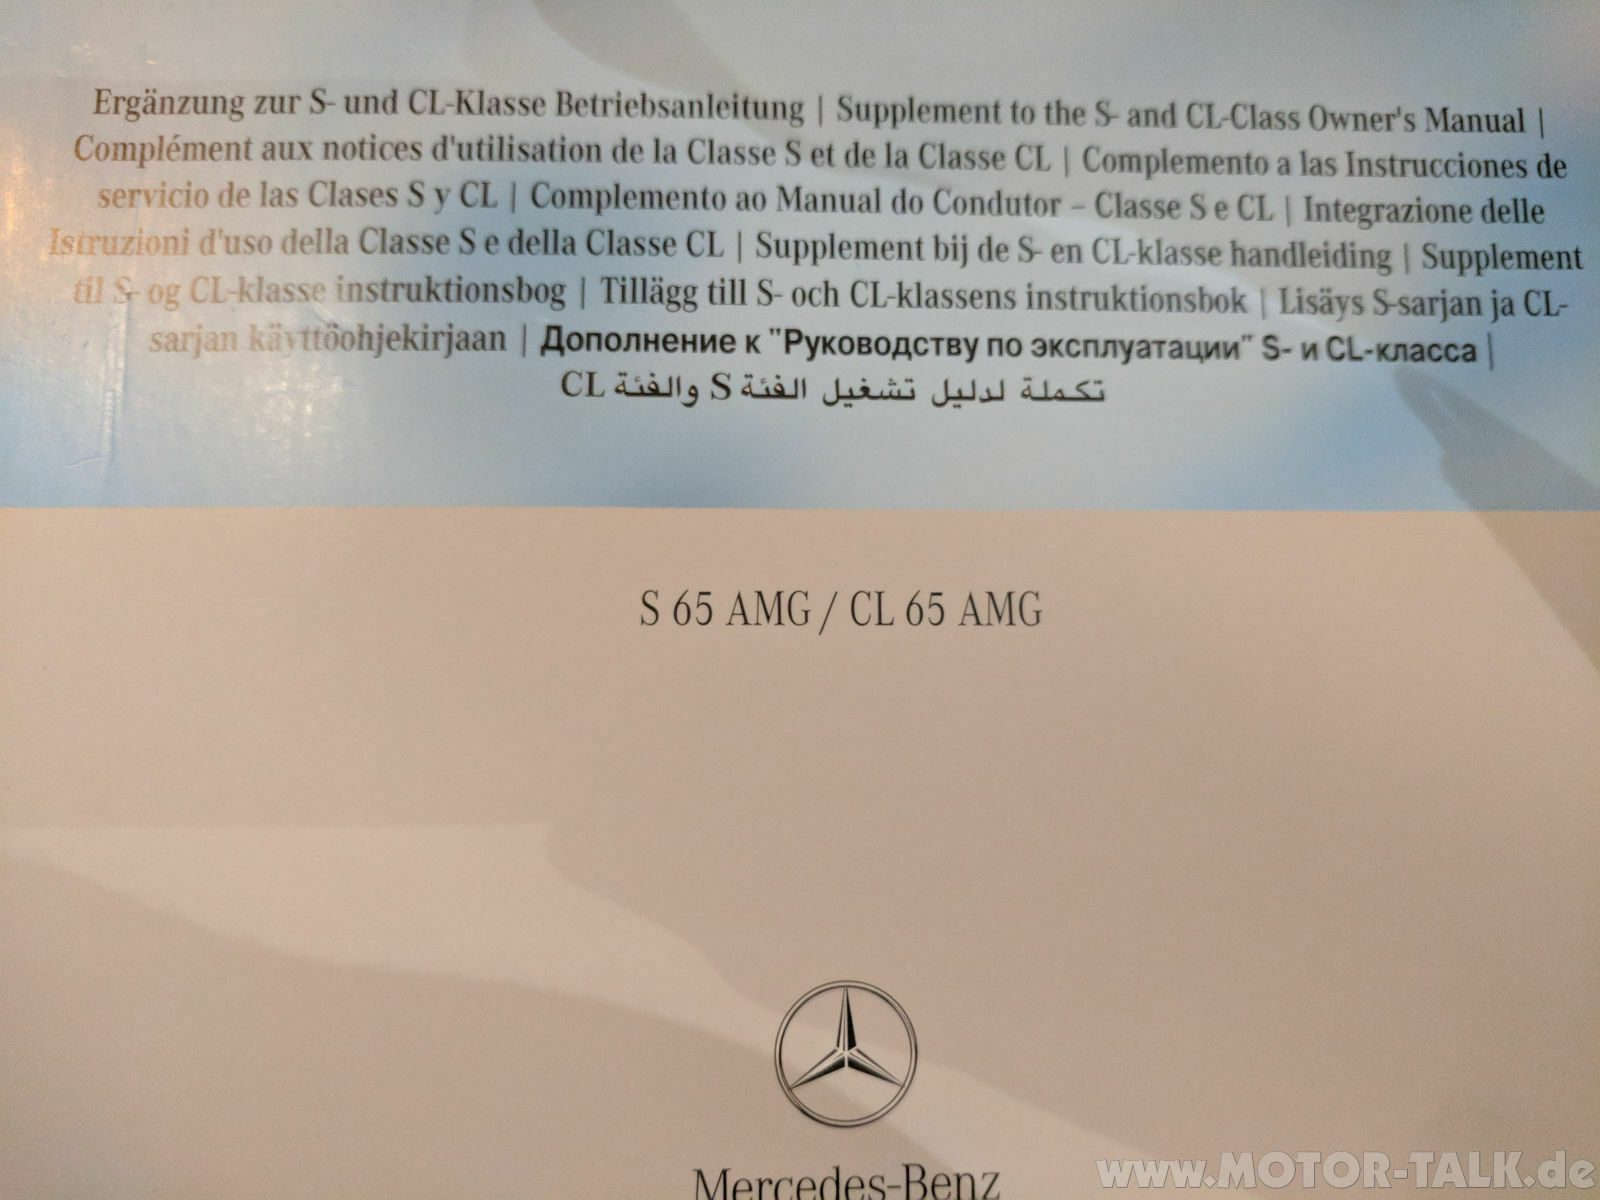 Ergänzung zur S- und CL-Klasse Betriebsanleitung | Supplement to the S- and CL-Class Owner's Manual |
Complément aux notices d'utilisation de la Classe S et de la Classe CL | Complemento a las Instrucciones de
servicio de las Clases S y CL | Complemento ao Manual do Condutor – Classe S e CL | Integrazione delle
Istruzioni d'uso della Classe S e della Classe CL | Supplement bij de S- en CL-klasse handleiding | Supplement
til S- og CL-klasse instruktionsbog | Tillägg till S- och CL-klassens instruktionsbok | Lisäys S-sarjan ja CL-
sarjan käyttöohjekirjaan | Дополнение к "Руководству по эксплуатации" S- и CL-класса |
تكملة لدليل تشغيل الفئة S والفئة CL
S 65 AMG / CL 65 AMG
Mercedes-Benz
www.MOTOR-TALK.de